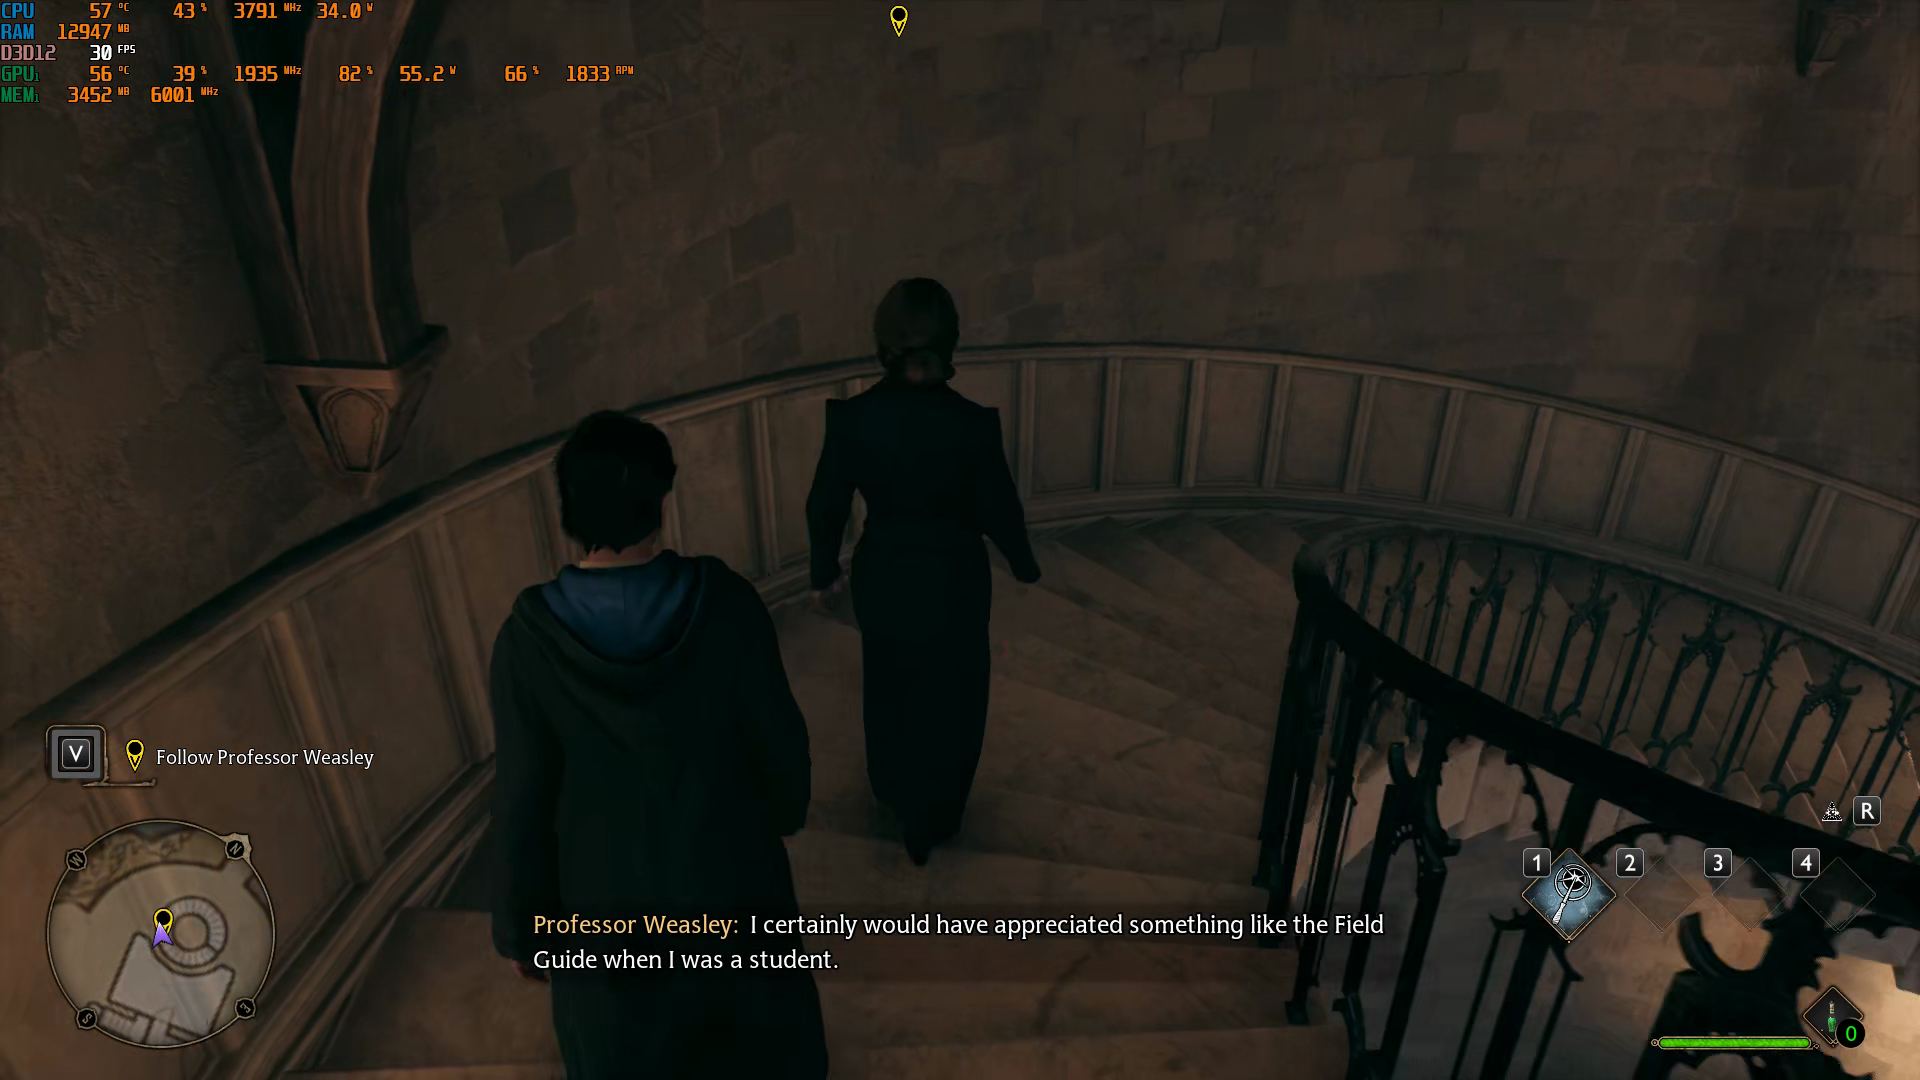 CPU 57 °C 43 % 3791 MHz 34.0 W
RAM 12947 MB
D3D12 30 FPS
GPU1 56 °C 39 % 1935 MHz 82 % 55.2 W 66 % 1833 RPM
MEM1 3452 MB 6001 MHz
V Follow Professor Weasley
R
1 2 3 4
W N
S E
Professor Weasley: I certainly would have appreciated something like the Field
Guide when I was a student.
0